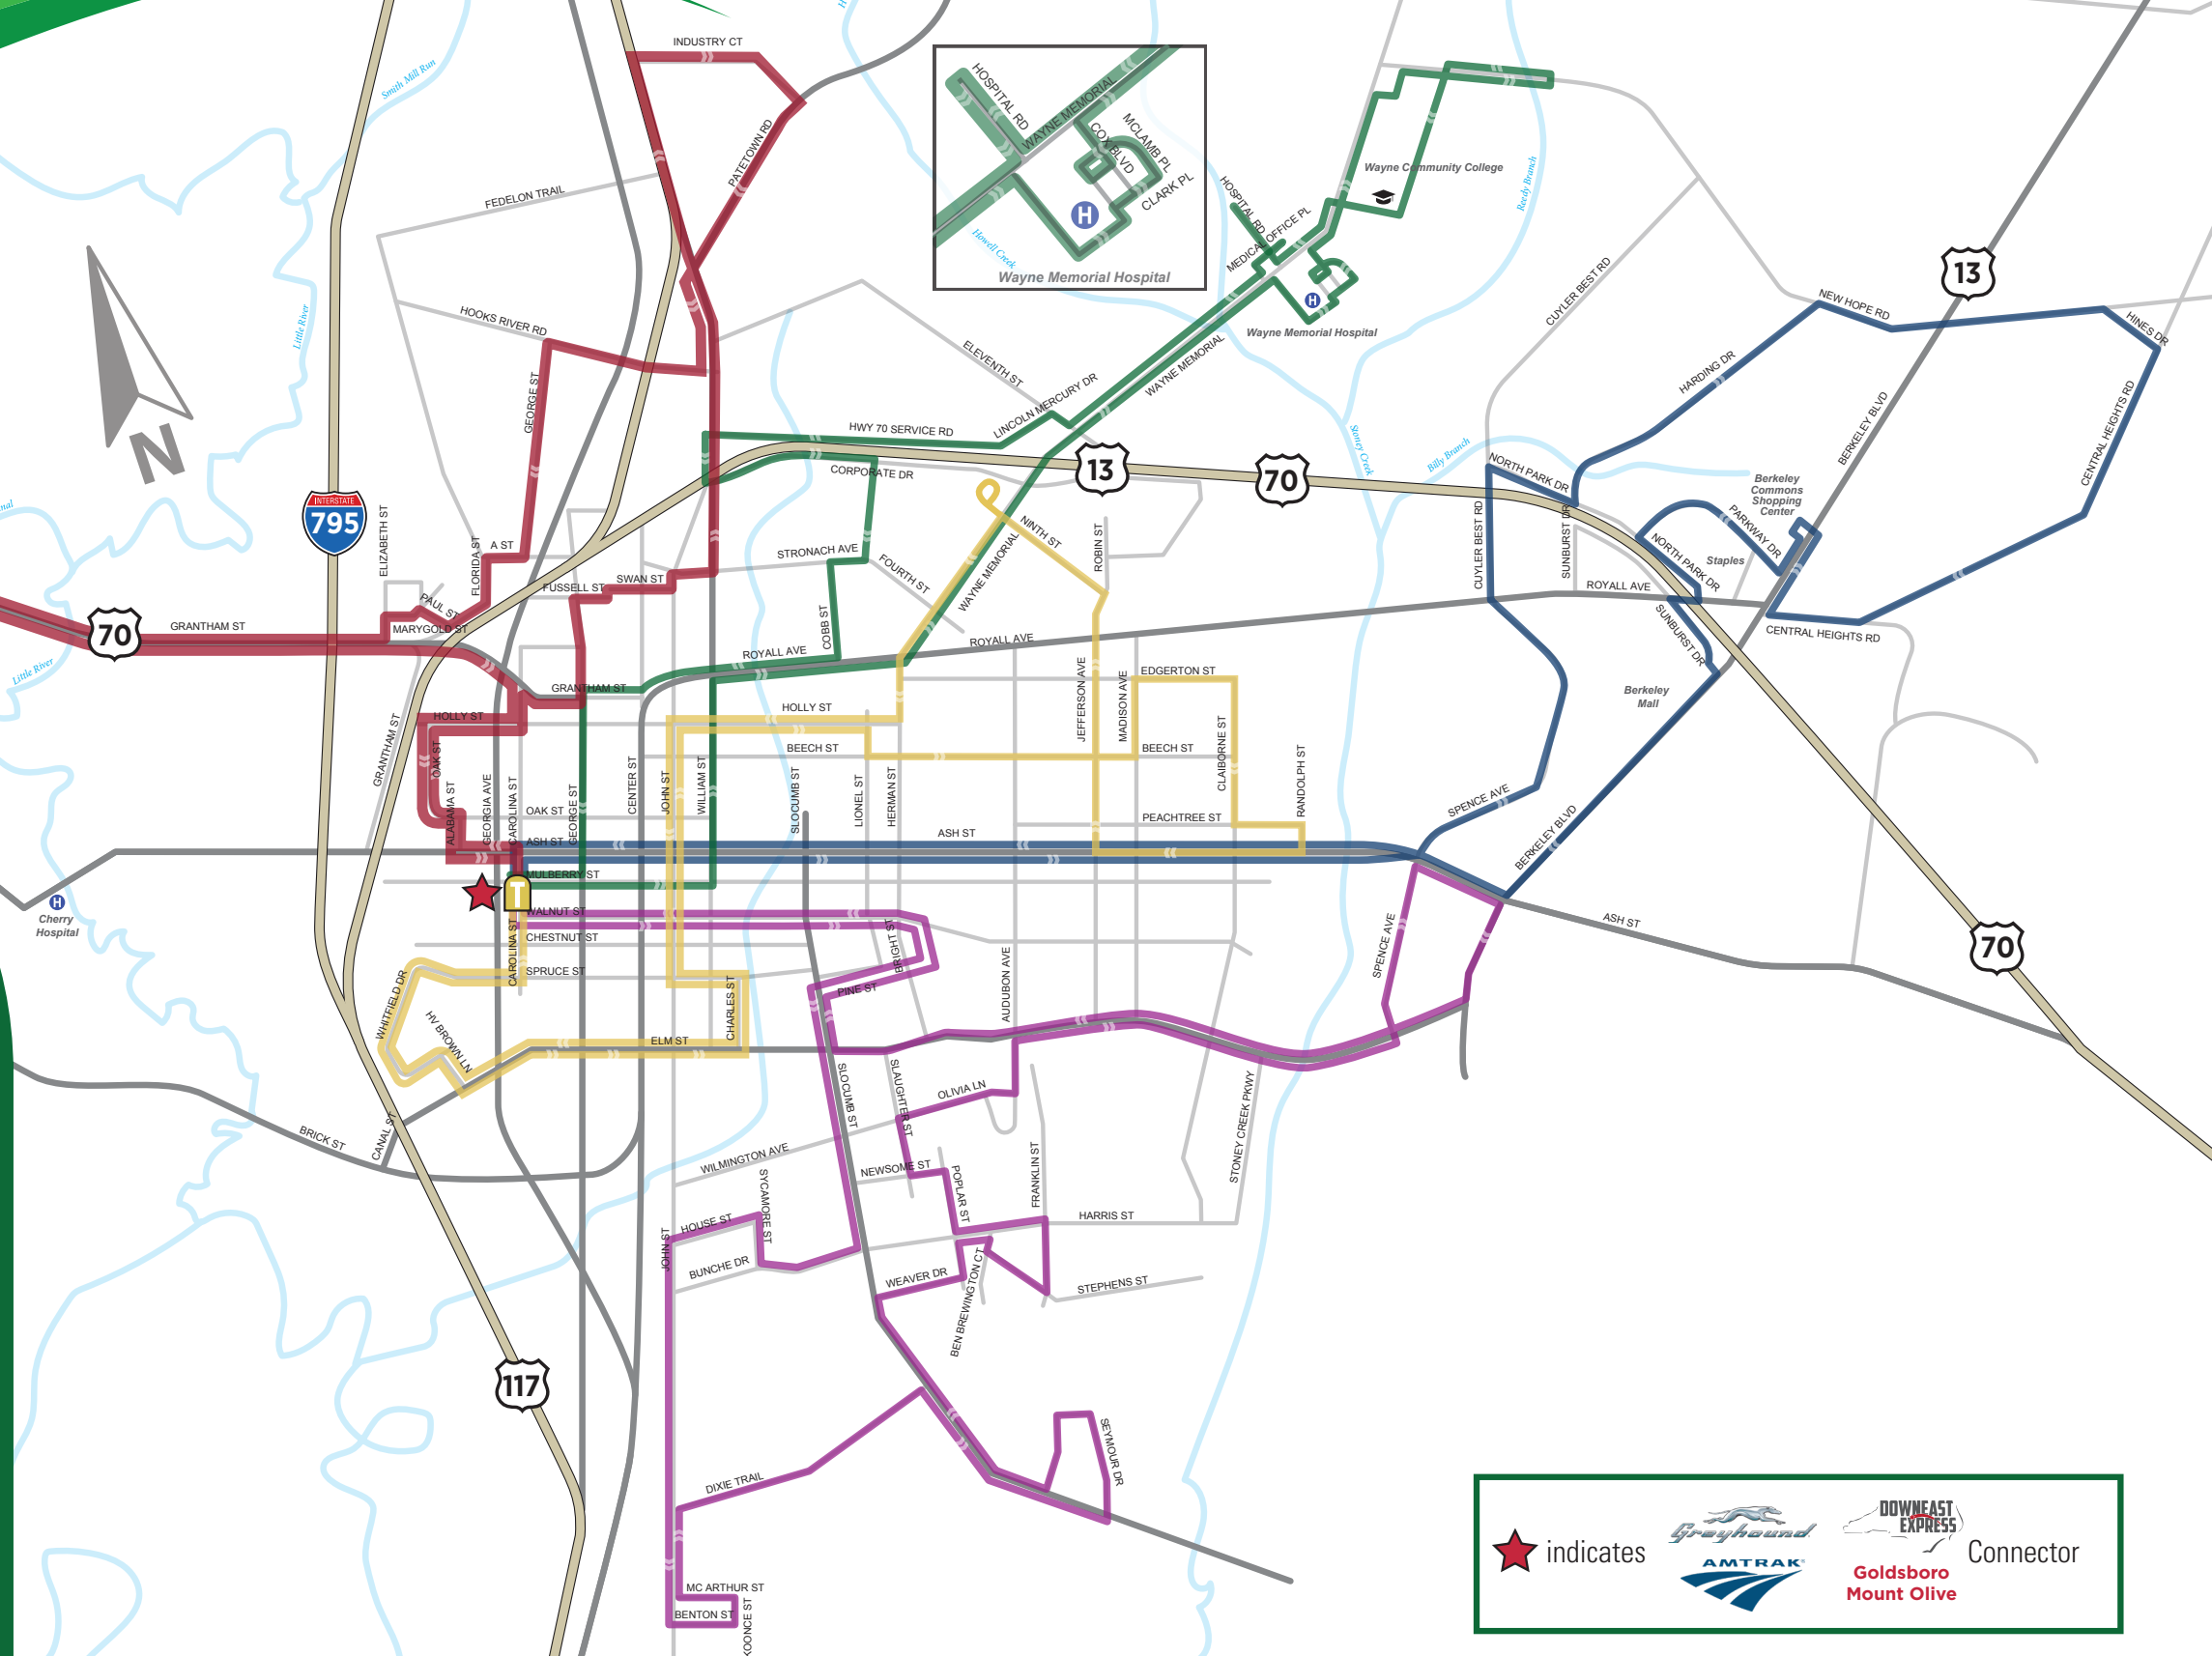 INDUSTRY CT
Smith Mill Run
PATETOWN RD
FEDELON TRAIL
Little River
HOOKS RIVER RD
GEORGE ST
N
HOSPITAL RD
WAYNE MEMORIAL
COX BLVD
MCLAMB PL
CLARK PL
H
Howell Creek
Wayne Memorial Hospital
Wayne Community College
Reedy Branch
HOSPITAL RD
MEDICAL OFFICE PL
H
Wayne Memorial Hospital
CUYLER BEST RD
13
NEW HOPE RD
HINES DR
HARDING DR
CENTRAL HEIGHTS RD
BERKELEY BLVD
ELEVENTH ST
LINCOLN MERCURY DR
WAYNE MEMORIAL
HWY 70 SERVICE RD
CORPORATE DR
13
70
Stoney Creek
Billy Branch
NORTH PARK DR
Berkeley
Commons
Shopping
Center
PARKWAY DR
Staples
NORTH PARK DR
SUNBURST DR
CUYLER BEST RD
ROYALL AVE
SUNBURST DR
CENTRAL HEIGHTS RD
Berkeley
Mall
INTERSTATE
795
ELIZABETH ST
FLORIDA ST
A ST
PAUL ST
MARYGOLD ST
FUSSELL ST
SWAN ST
STRONACH AVE
FOURTH ST
NINTH ST
ROBIN ST
WAYNE MEMORIAL
COBB ST
70
GRANTHAM ST
Little River
ROYALL AVE
ROYALL AVE
GRANTHAM ST
HOLLY ST
HOLLY ST
GRANTHAM ST
OAK ST
ALABAMA ST
GEORGIA AVE
CAROLINA ST
OAK ST
GEORGE ST
CENTER ST
JOHN ST
WILLIAM ST
BEECH ST
SLOCUMB ST
LIONEL ST
HERMAN ST
JEFFERSON AVE
MADISON AVE
EDGERTON ST
BEECH ST
CLAIBORNE ST
RANDOLPH ST
PEACHTREE ST
ASH ST
ASH ST
MULBERRY ST
T
WALNUT ST
CHESTNUT ST
CAROLINA ST
SPRUCE ST
SPENCE AVE
BERKELEY BLVD
ASH ST
70
H
Cherry
Hospital
WHITFIELD DR
HV BROWN LN
CHARLES ST
ELM ST
BRIGHT ST
PINE ST
AUDUBON AVE
SPENCE AVE
BRICK ST
CANAL ST
SLOCUMB ST
SLAUGHTER ST
OLIVIA LN
STONEY CREEK PKWY
WILMINGTON AVE
NEWSOME ST
POPLAR ST
FRANKLIN ST
HARRIS ST
SYCAMORE ST
HOUSE ST
JOHN ST
BUNCHE DR
WEAVER DR
BEN BREWINGTON CT
STEPHENS ST
117
DIXIE TRAIL
SEYMOUR DR
MC ARTHUR ST
BENTON ST
KOONCE ST
indicates
Greyhound
AMTRAK
DOWNEAST
EXPRESS
Goldsboro
Mount Olive
Connector